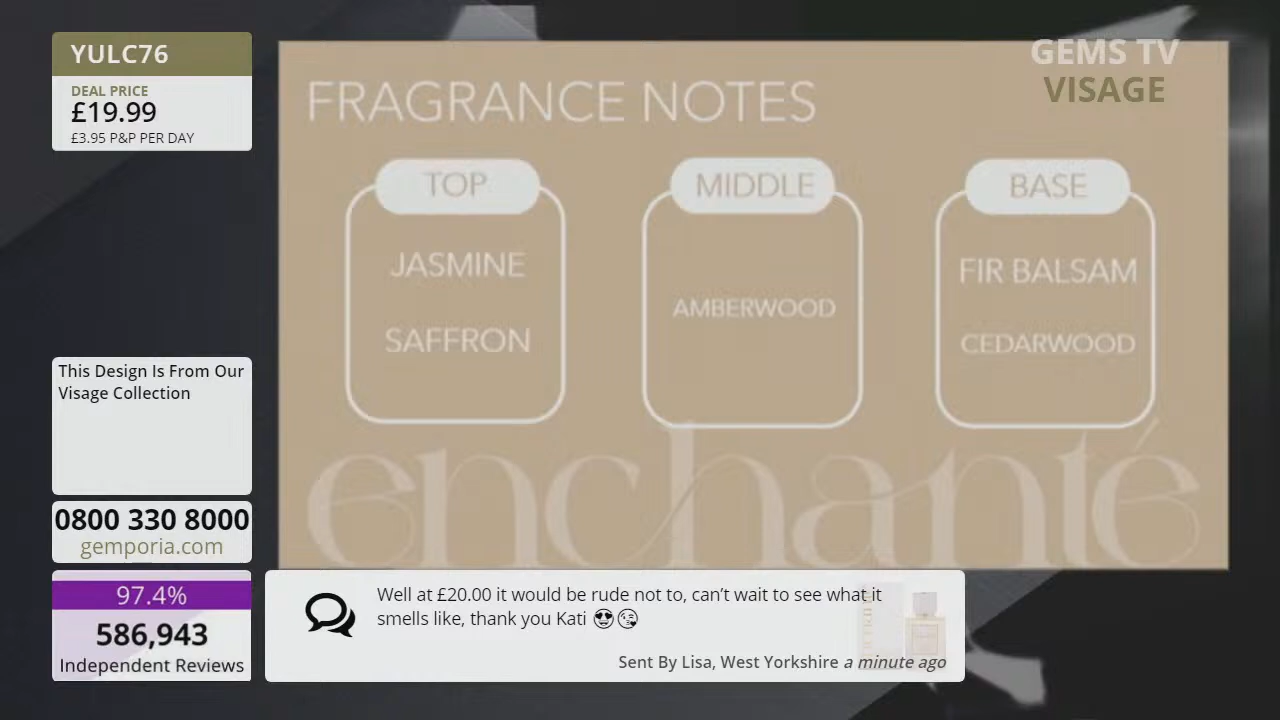 YULC76
DEAL PRICE
£19.99
£3.95 P&P PER DAY
GEMS TV
VISAGE
FRAGRANCE NOTES
TOP
JASMINE
SAFFRON
MIDDLE
AMBERWOOD
BASE
FIR BALSAM
CEDARWOOD
enchanté
This Design Is From Our
Visage Collection
0800 330 8000
gemporia.com
97.4%
586,943
Independent Reviews
Well at £20.00 it would be rude not to, can’t wait to see what it
smells like, thank you Kati 😍😘
Sent By Lisa, West Yorkshire a minute ago